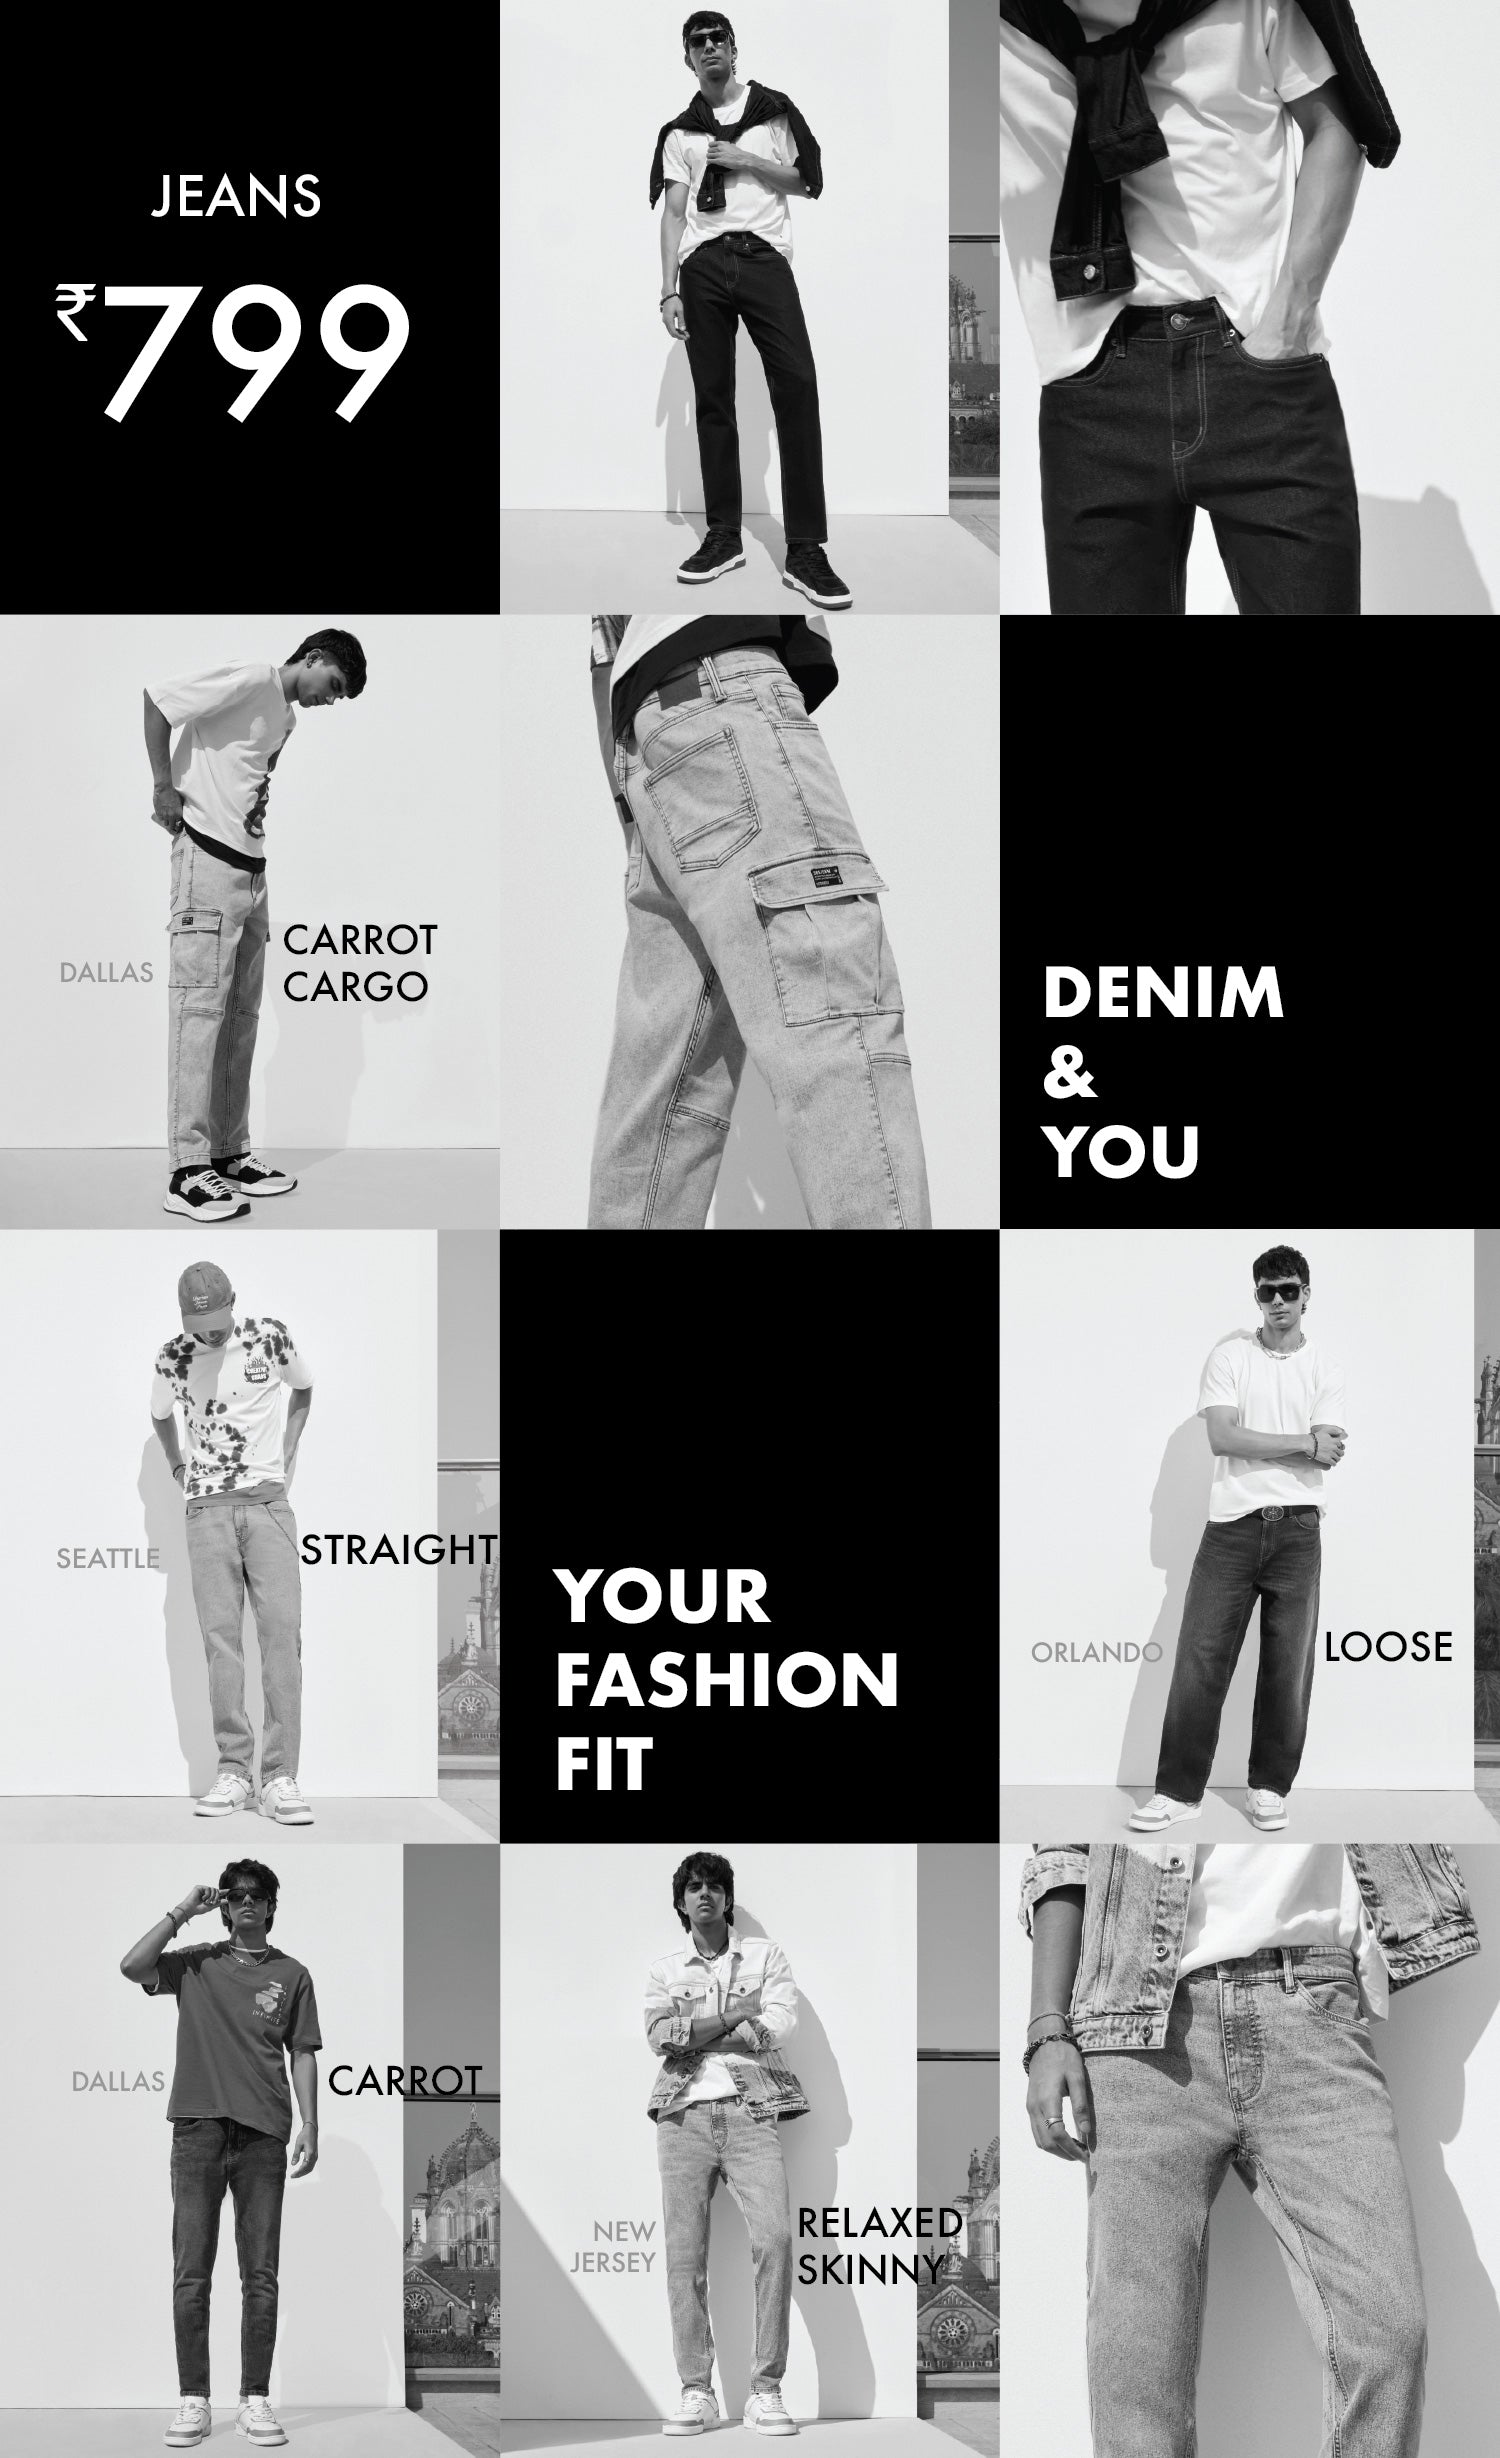 JEANS
₹799
DALLAS
CARROT
CARGO
DENIM
&
YOU
SEATTLE
STRAIGHT
YOUR
FASHION
FIT
ORLANDO
LOOSE
DALLAS
CARROT
NEW
JERSEY
RELAXED
SKINNY